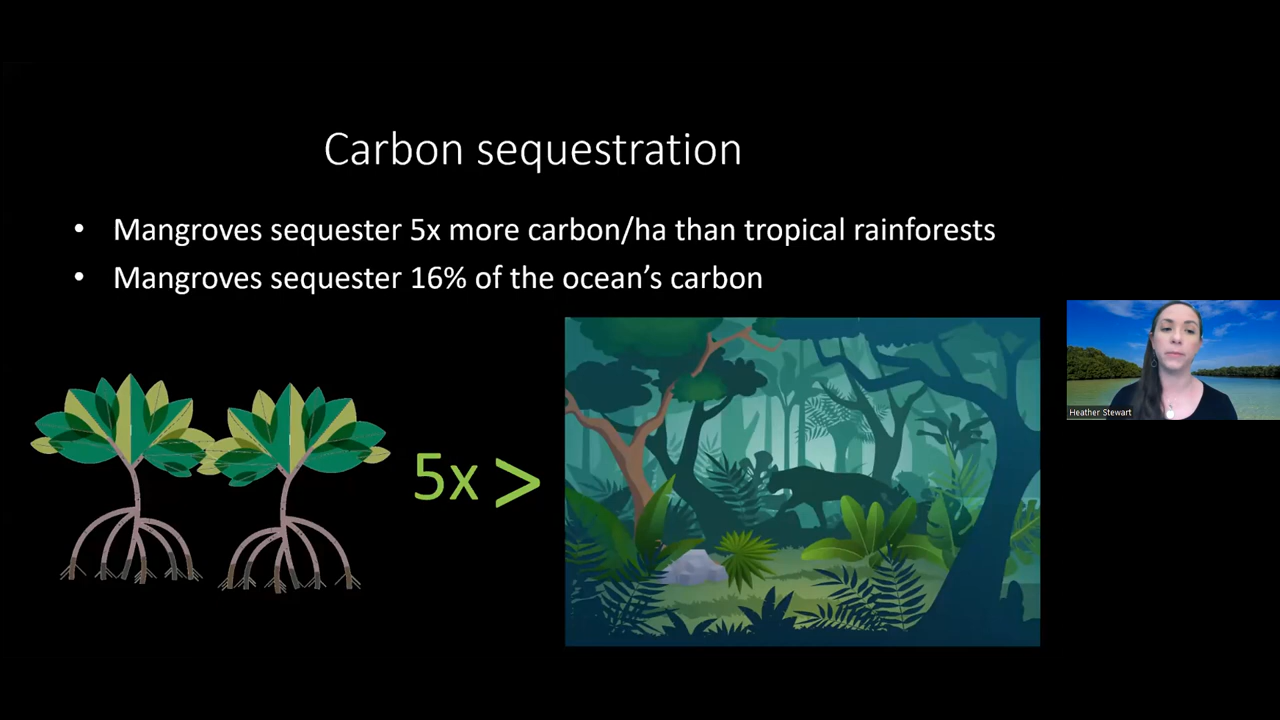 Carbon sequestration
• Mangroves sequester 5x more carbon/ha than tropical rainforests
• Mangroves sequester 16% of the ocean’s carbon
5x >
Heather Stewart